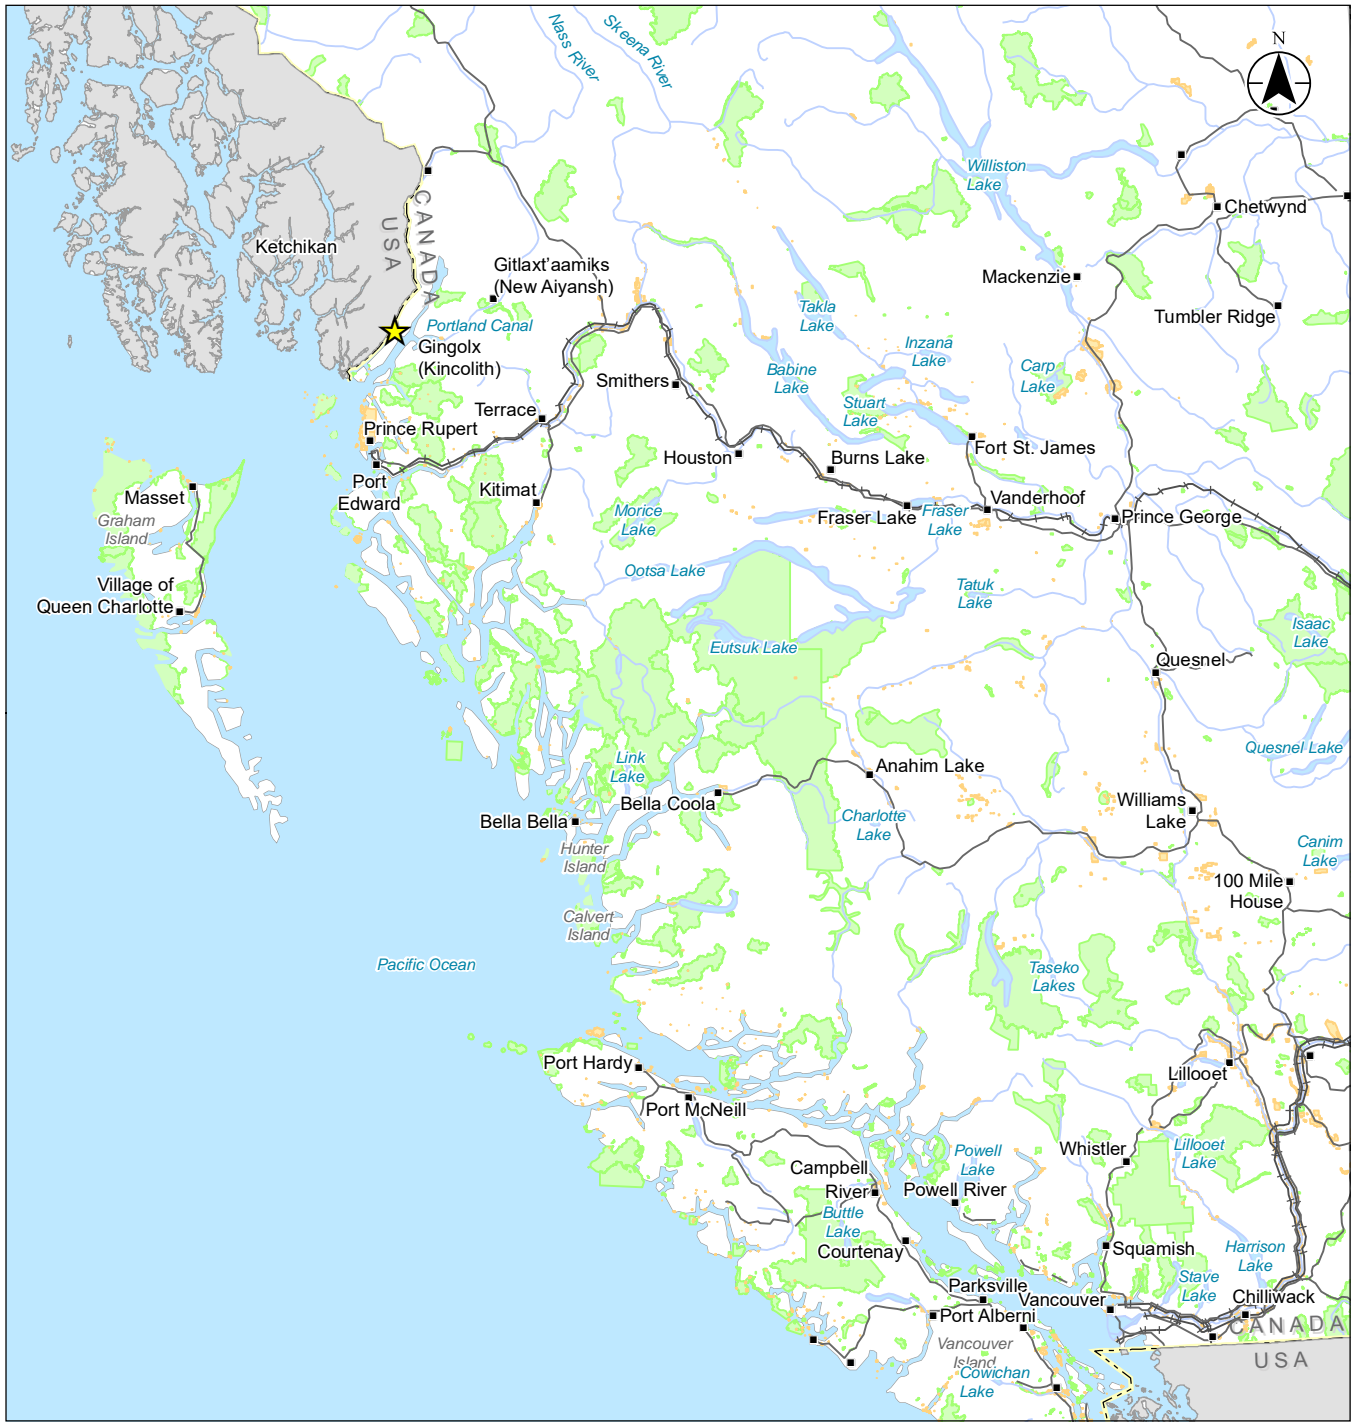 Nass River
Skeena River
N
Williston
Lake
Chetwynd
CANADA
USA
Ketchikan
Gitlaxt'aamiks
(New Aiyansh)
Mackenzie
Tumbler Ridge
Portland Canal
Gingolx
(Kincolith)
Takla
Lake
Inzana
Lake
Babine
Lake
Carp
Lake
Smithers
Stuart
Lake
Terrace
Prince Rupert
Fort St. James
Houston
Burns Lake
Port
Edward
Kitimat
Masset
Graham
Island
Morice
Lake
Fraser Lake
Fraser
Lake
Vanderhoof
Prince George
Ootsa Lake
Village of
Queen Charlotte
Tatuk
Lake
Isaac
Lake
Eutsuk Lake
Quesnel
Quesnel Lake
Link
Lake
Anahim Lake
Bella Coola
Williams
Lake
Bella Bella
Charlotte
Lake
Hunter
Island
Canim
Lake
100 Mile
House
Calvert
Island
Pacific Ocean
Taseko
Lakes
Port Hardy
Lillooet
Port McNeill
Whistler
Lillooet
Lake
Powell
Lake
Campbell
River
Powell River
Buttle
Lake
Courtenay
Squamish
Harrison
Lake
Stave
Lake
Parksville
Vancouver
Chilliwack
Port Alberni
CANADA
USA
Vancouver
Island
Cowichan
Lake